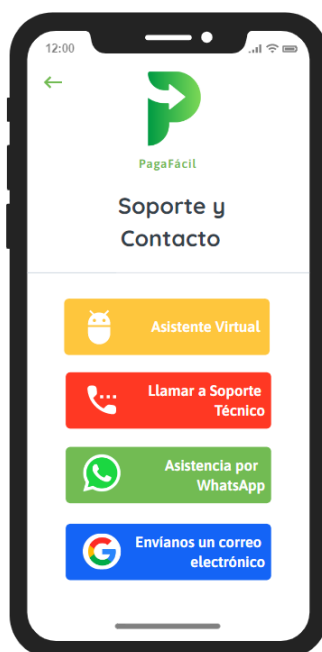 12:00
PagaFácil
Soporte y
Contacto
Asistente Virtual
Llamar a Soporte
Técnico
Asistencia por
WhatsApp
Envíanos un correo
electrónico